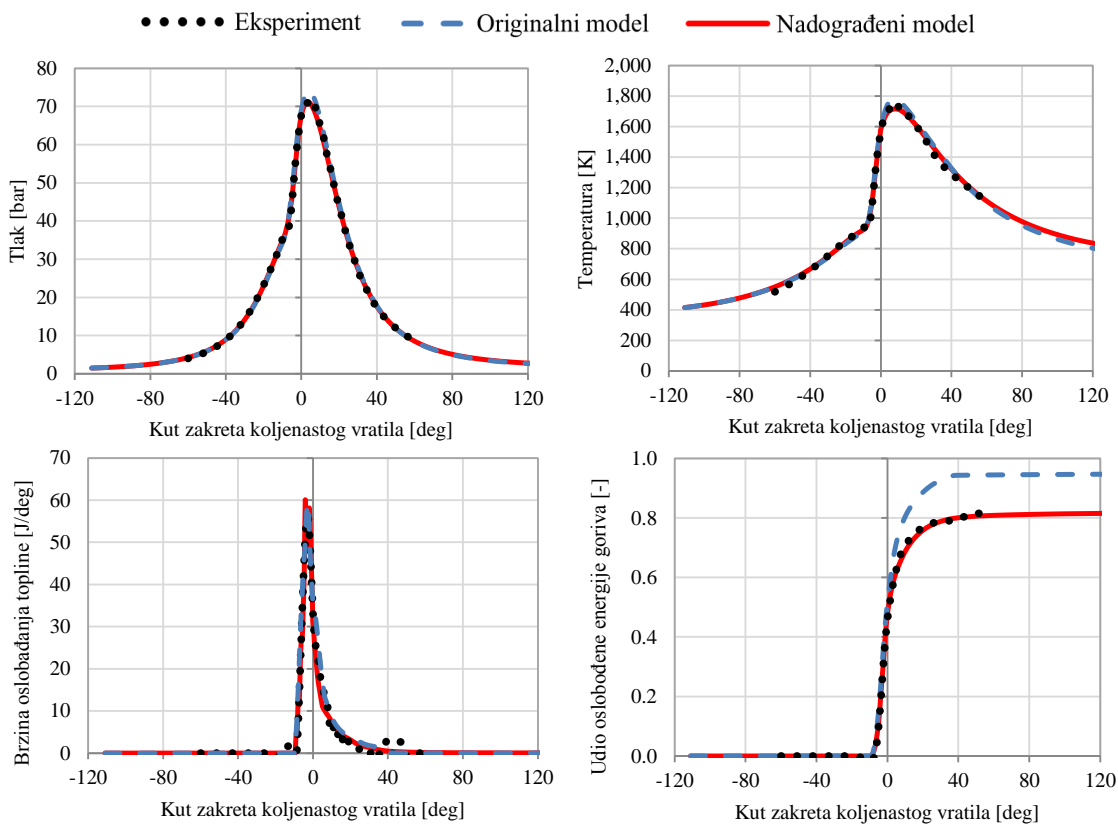 Eksperiment Originalni model Nadograđeni model
Tlak [bar]
80
70
60
50
40
30
20
10
0
-120 -80 -40 0 40 80 120
Kut zakreta koljenastog vratila [deg]
Temperatura [K]
2,000
1,800
1,600
1,400
1,200
1,000
800
600
400
200
0
-120 -80 -40 0 40 80 120
Kut zakreta koljenastog vratila [deg]
Brzina oslobađanja topline [J/deg]
70
60
50
40
30
20
10
0
-120 -80 -40 0 40 80 120
Kut zakreta koljenastog vratila [deg]
Udio oslobođene energije goriva [-]
1.0
0.8
0.6
0.4
0.2
0.0
-120 -80 -40 0 40 80 120
Kut zakreta koljenastog vratila [deg]